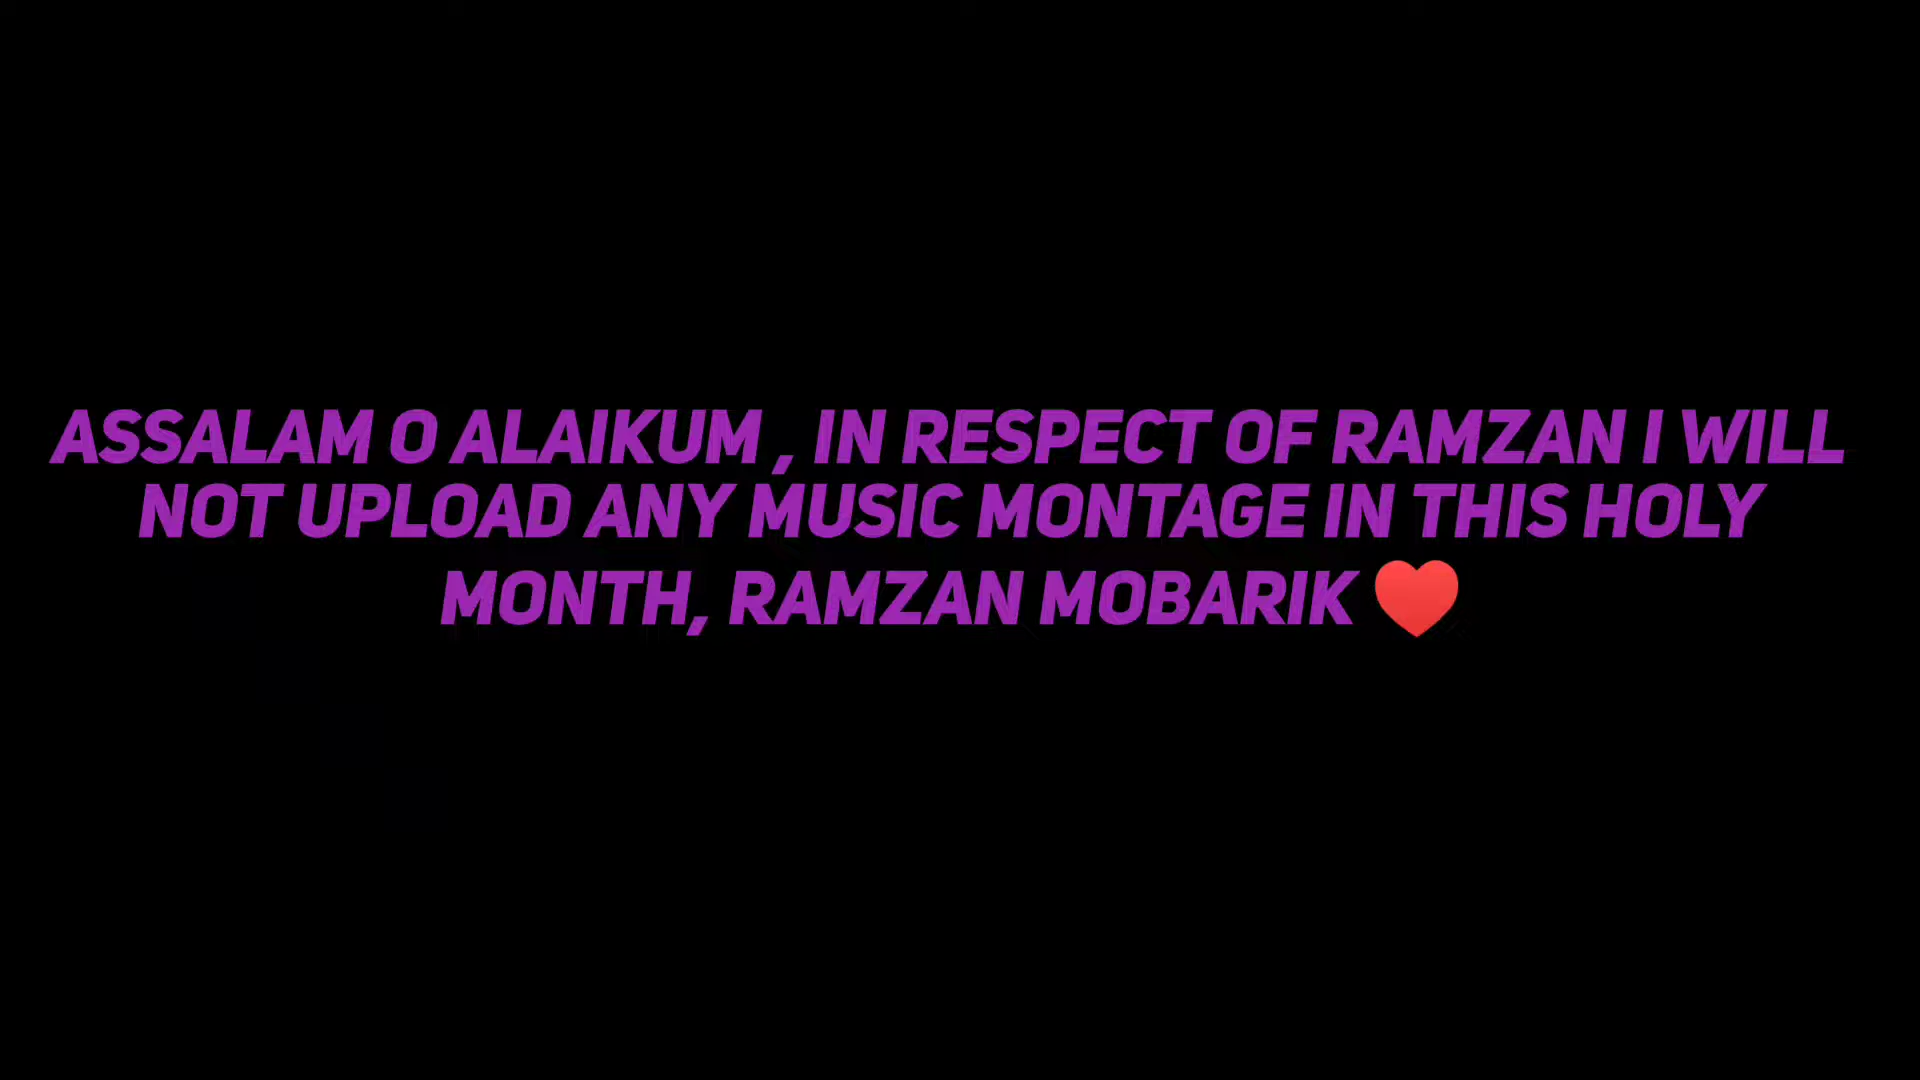 ASSALAM O ALAIKUM , IN RESPECT OF RAMZAN I WILL
NOT UPLOAD ANY MUSIC MONTAGE IN THIS HOLY
MONTH, RAMZAN MOBARIK ♥️